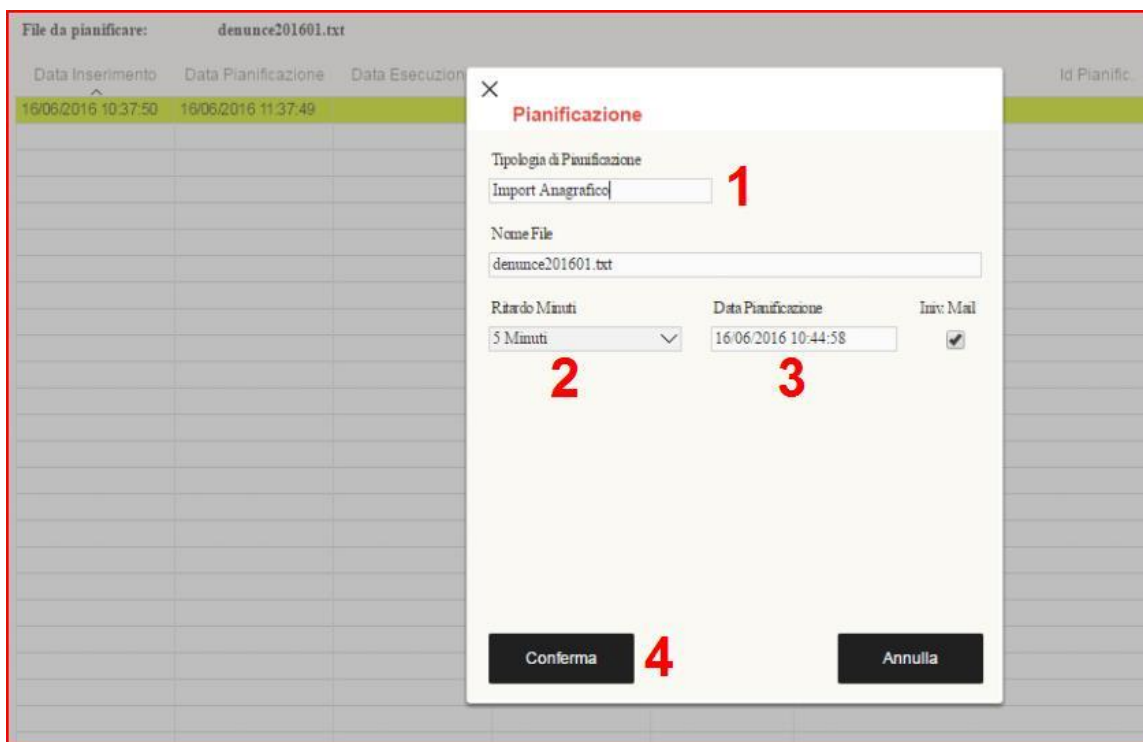 File da pianificare: denunce201601.txt
Data Inserimento Data Pianificazione Data Esecuzion Id Pianific.
16/06/2016 10:37:50 16/06/2016 11:37:49
Pianificazione
Tipologia di Pianificazione
Import Anagrafico 1
Nome File
denunce201601.txt
Ritardo Minuti Data Pianificazione Iniv. Mail
5 Minuti 16/06/2016 10:44:58
2 3
Conferma 4 Annulla